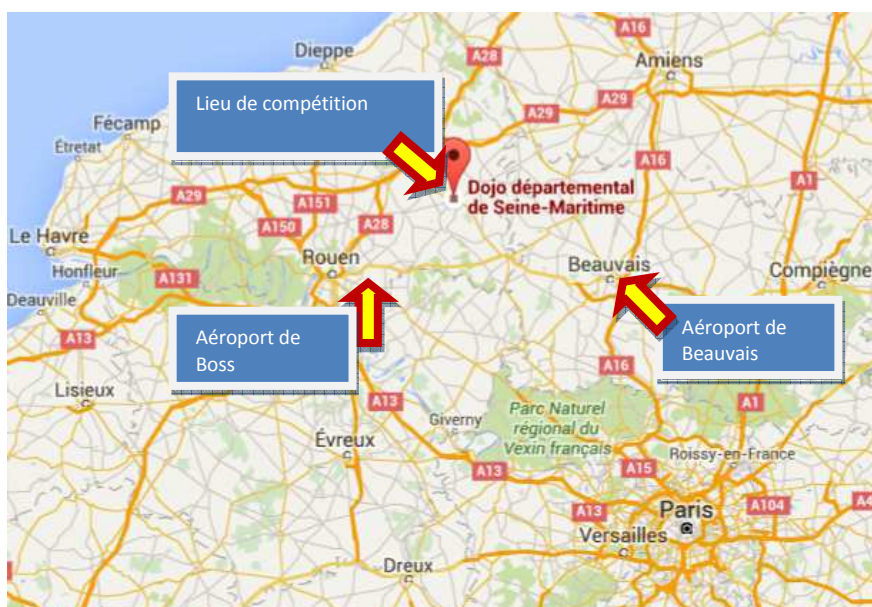 A16
Dieppe
A28
Amiens
Lieu de compétition
A29
A29
Fécamp
Étretat
A16
A1
Dojo départemental
de Seine-Maritime
A29
A151
A150
A28
Le Havre
Rouen
Honfleur
A131
Beauvais
Compiègne
Deauville
A13
Aéroport de
Boss
Aéroport de
Beauvais
A16
Lisieux
A13
A1
Parc Naturel
régional du
Vexin français
Giverny
Évreux
Roissy-en-France
A13
A15
A13
Paris
A104
A4
Versailles
Dreux